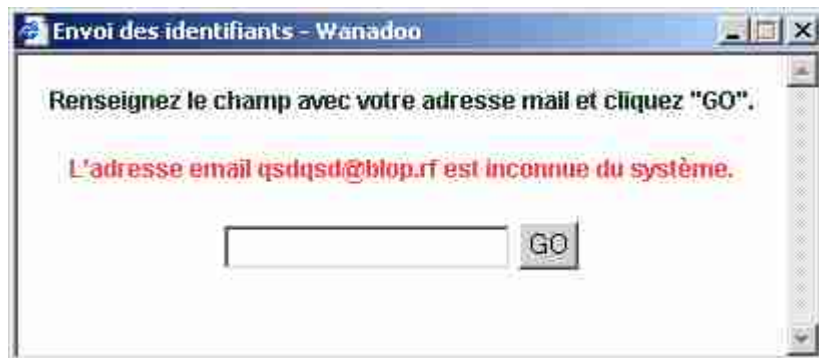 Envoi des identifiants - Wanadoo
Renseignez le champ avec votre adresse mail et cliquez "GO".
L'adresse email qsdqsd@blop.rf est inconnue du système.
GO